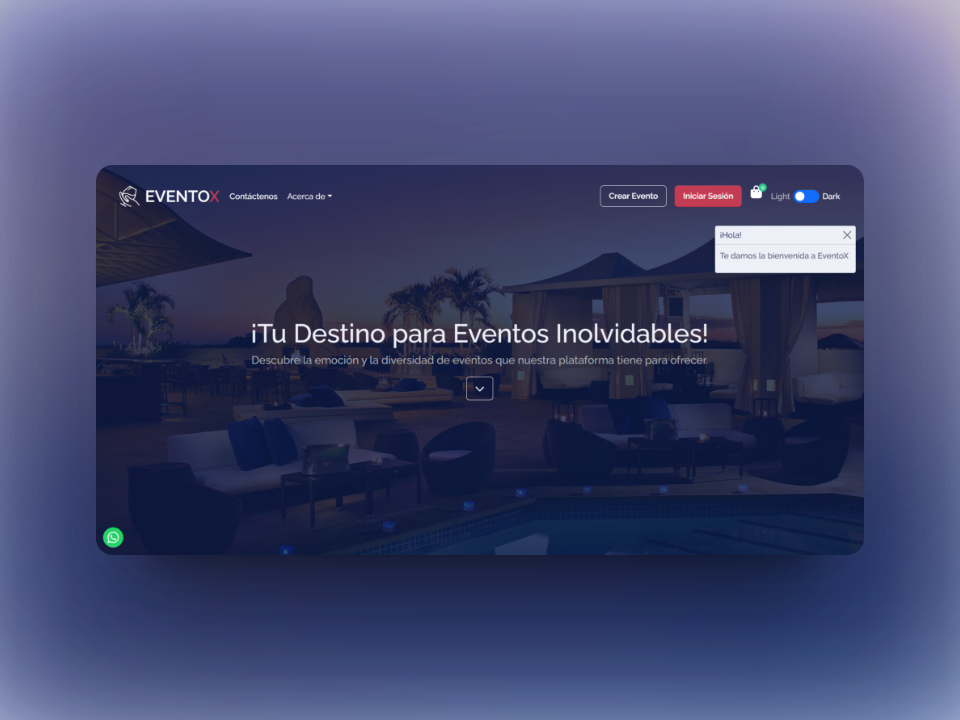 EVENTOX
Contáctenos
Acerca de
Crear Evento
Iniciar Sesión
0
Light
Dark
¡Hola!
Te damos la bienvenida a EventoX
¡Tu Destino para Eventos Inolvidables!
Descubre la emoción y la diversidad de eventos que nuestra plataforma tiene para ofrecer.